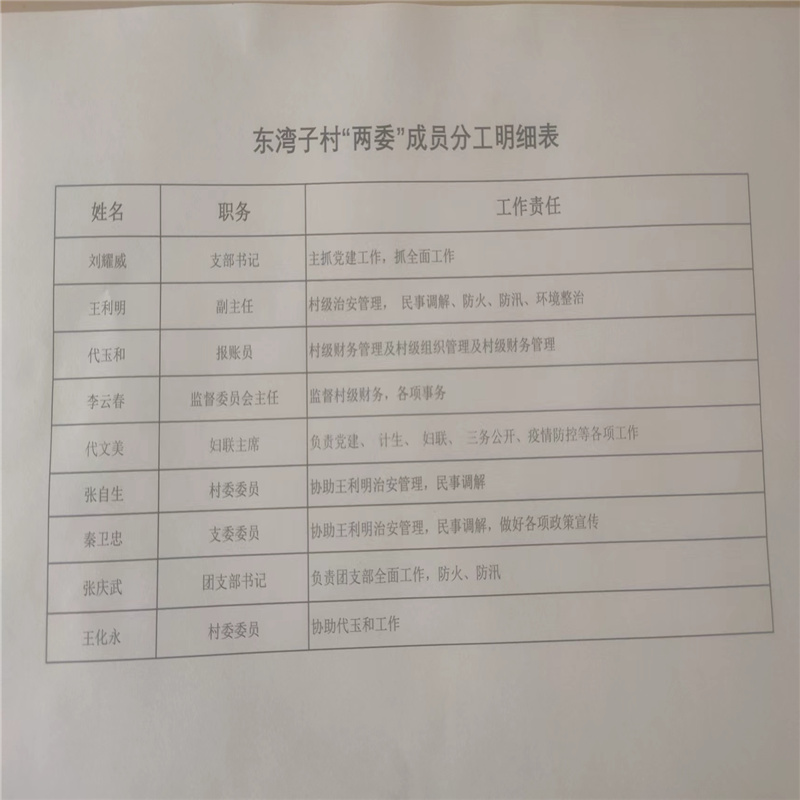 东湾子村“两委”成员分工明细表
姓名 职务 工作责任
刘耀威 支部书记 主抓党建工作，抓全面工作
王利明 副主任 村级治安管理， 民事调解、防火、防汛、环境整治
代玉和 报账员 村级财务管理及村级组织管理及村级财务管理
李云春 监督委员会主任 监督村级财务，各项事务
代文美 妇联主席 负责党建、 计生、 妇联、 三务公开、疫情防控等各项工作
张自生 村委委员 协助王利明治安管理，民事调解
秦卫忠 支委委员 协助王利明治安管理，民事调解，做好各项政策宣传
张庆武 团支部书记 负责团支部全面工作，防火、防汛
王化永 村委委员 协助代玉和工作